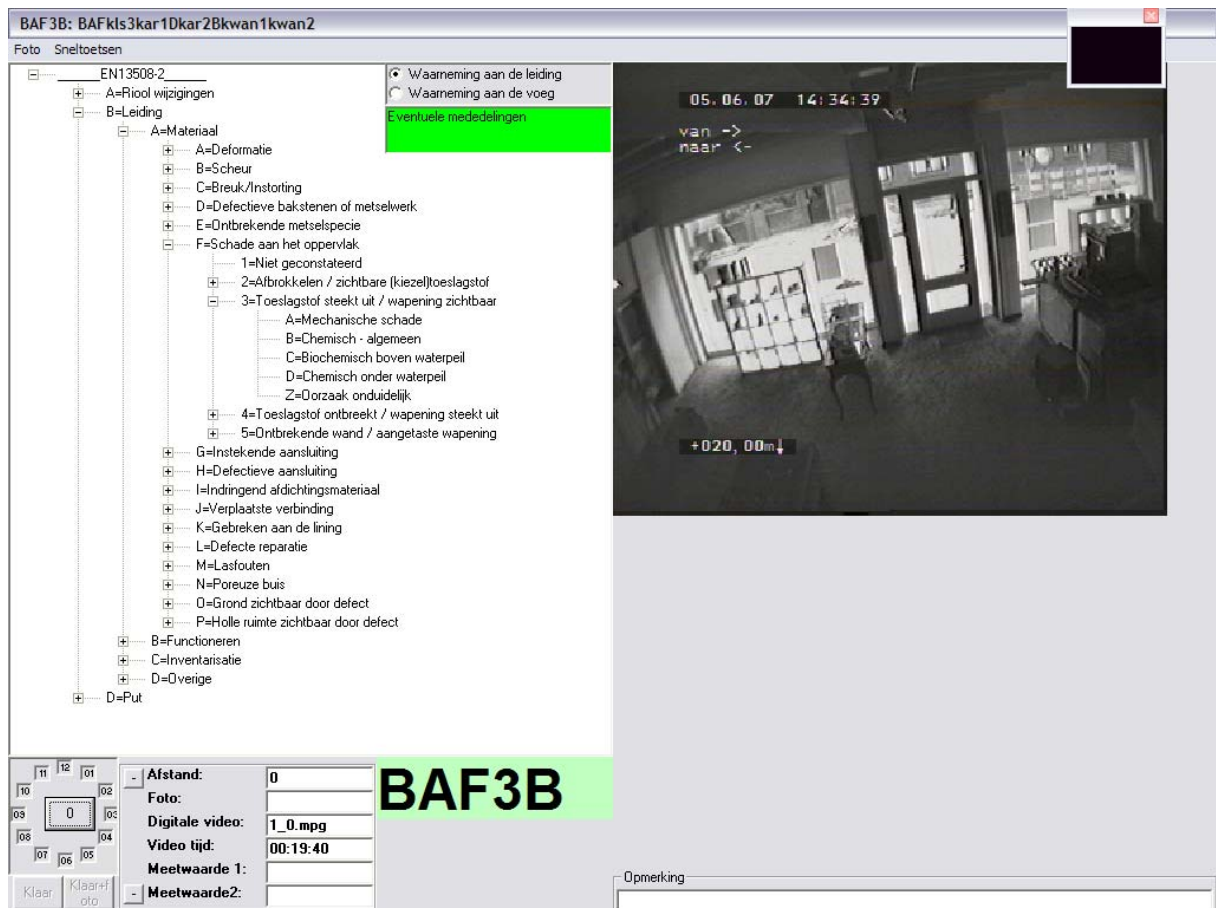 BAF3B: BAFkls3kar1Dkar2Bkwan1kwan2
Foto Sneltoetsen
______EN13508-2______
A=Riool wijzigingen
B=Leiding
A=Materiaal
A=Deformatie
B=Scheur
C=Breuk/Instorting
D=Defectieve bakstenen of metselwerk
E=Ontbrekende metselspecie
F=Schade aan het oppervlak
1=Niet geconstateerd
2=Afbrokkelen / zichtbare (kiezel)toeslagstof
3=Toeslagstof steekt uit / wapening zichtbaar
A=Mechanische schade
B=Chemisch - algemeen
C=Biochemisch boven waterpeil
D=Chemisch onder waterpeil
Z=Oorzaak onduidelijk
4=Toeslagstof ontbreekt / wapening steekt uit
5=Ontbrekende wand / aangetaste wapening
G=Instekende aansluiting
H=Defectieve aansluiting
I=Indringend afdichtingsmateriaal
J=Verplaatste verbinding
K=Gebreken aan de lining
L=Defecte reparatie
M=Lasfouten
N=Poreuze buis
O=Grond zichtbaar door defect
P=Holle ruimte zichtbaar door defect
B=Functioneren
C=Inventarisatie
D=Overige
D=Put
Waarneming aan de leiding
Waarneming aan de voeg
Eventuele mededelingen
05.06.07 14:34:39
van ->
naar <-
+020,00m↓
11 12 01
10 02
09 0 03
08 04
07 06 05
Klaar Klaar+f
oto
- Afstand: 0
Foto:
Digitale video: 1_0.mpg
Video tijd: 00:19:40
Meetwaarde 1:
- Meetwaarde2:
BAF3B
Opmerking